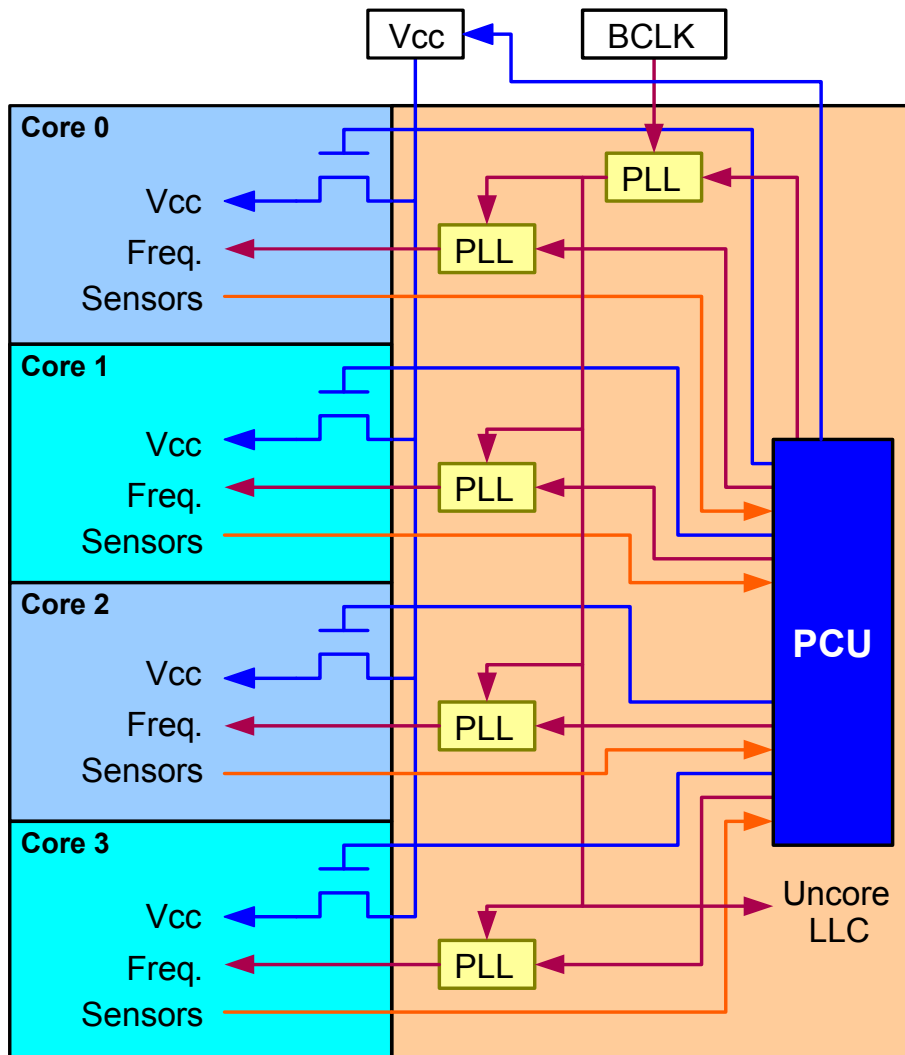 Vcc
BCLK
Core 0
PLL
Vcc
PLL
Freq.
Sensors
Core 1
Vcc
PLL
Freq.
Sensors
Core 2
PCU
Vcc
PLL
Freq.
Sensors
Core 3
Uncore
LLC
Vcc
PLL
Freq.
Sensors